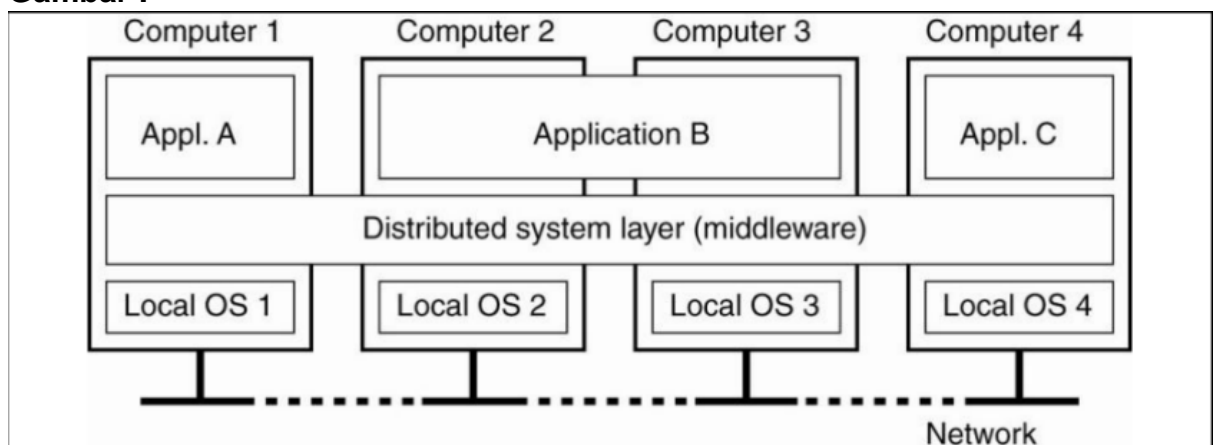 Computer 1 Computer 2 Computer 3 Computer 4
Appl. A Application B Appl. C
Distributed system layer (middleware)
Local OS 1 Local OS 2 Local OS 3 Local OS 4
Network